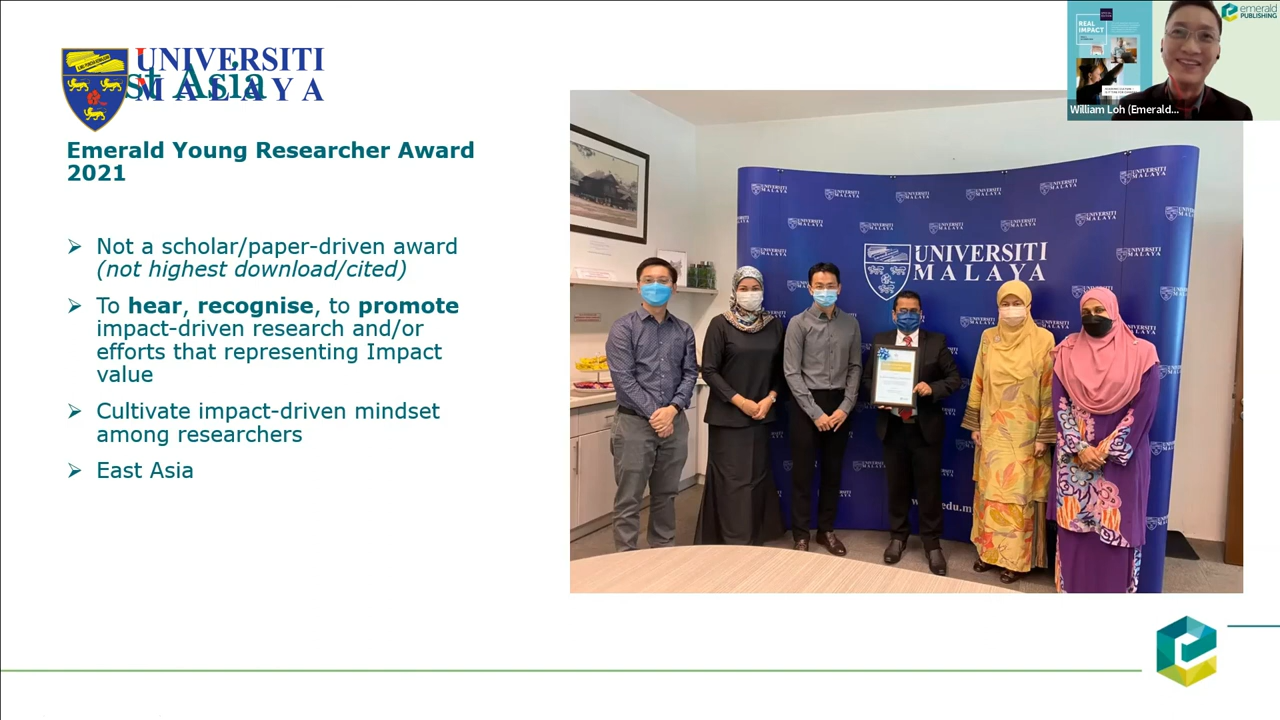 UNIVERSITI
MALAYA
East Asia
Emerald Young Researcher Award
2021
Not a scholar/paper-driven award
(not highest download/cited)
To hear, recognise, to promote
impact-driven research and/or
efforts that representing Impact
value
Cultivate impact-driven mindset
among researchers
East Asia
UNIVERSITI
MALAYA
REAL
IMPACT
emerald
PUBLISHING
William Loh (Emerald...